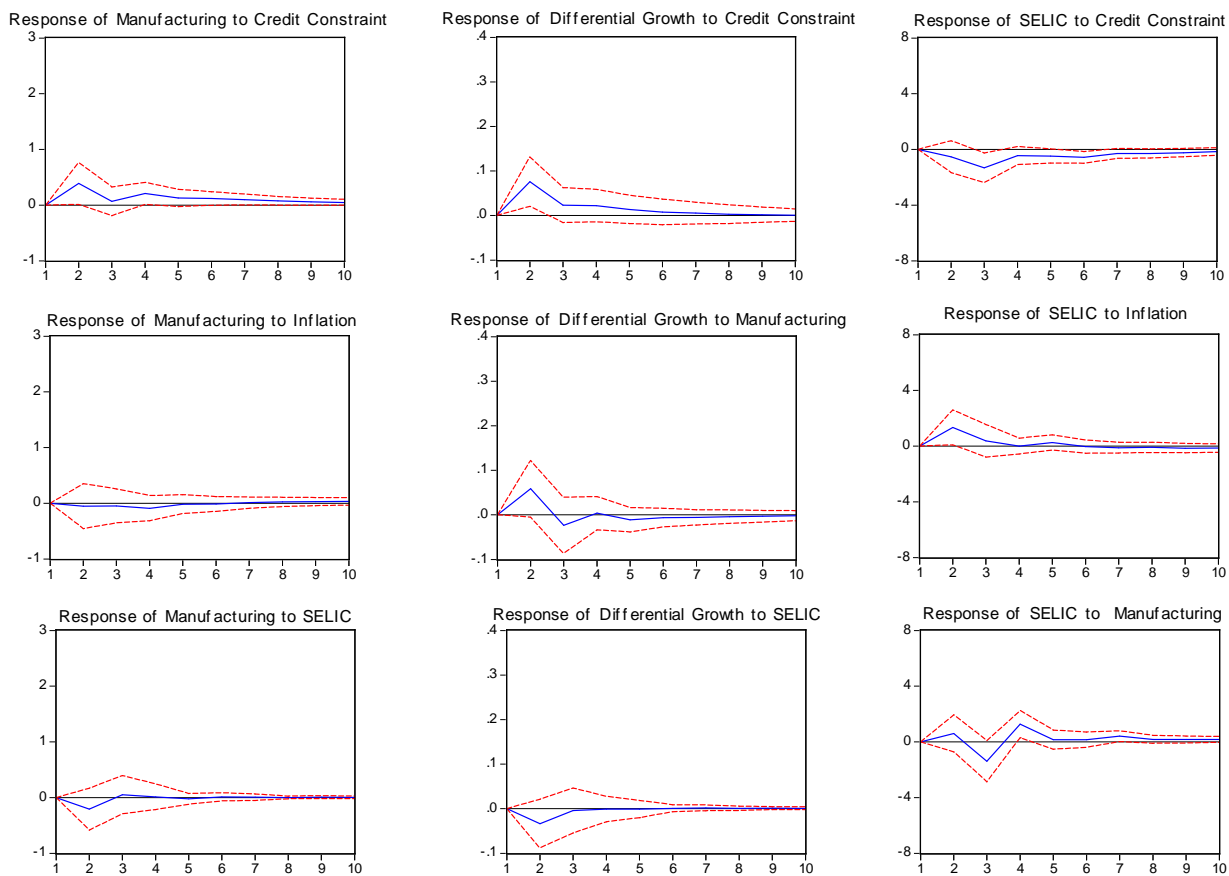 Response of Manufacturing to Credit Constraint
3
2
1
0
-1
1 2 3 4 5 6 7 8 9 10
Response of Differential Growth to Credit Constraint
.4
.3
.2
.1
.0
-.1
1 2 3 4 5 6 7 8 9 10
Response of SELIC to Credit Constraint
8
4
0
-4
-8
1 2 3 4 5 6 7 8 9 10
Response of Manufacturing to Inflation
3
2
1
0
-1
1 2 3 4 5 6 7 8 9 10
Response of Differential Growth to Manufacturing
.4
.3
.2
.1
.0
-.1
1 2 3 4 5 6 7 8 9 10
Response of SELIC to Inflation
8
4
0
-4
-8
1 2 3 4 5 6 7 8 9 10
Response of Manufacturing to SELIC
3
2
1
0
-1
1 2 3 4 5 6 7 8 9 10
Response of Differential Growth to SELIC
.4
.3
.2
.1
.0
-.1
1 2 3 4 5 6 7 8 9 10
Response of SELIC to Manufacturing
8
4
0
-4
-8
1 2 3 4 5 6 7 8 9 10